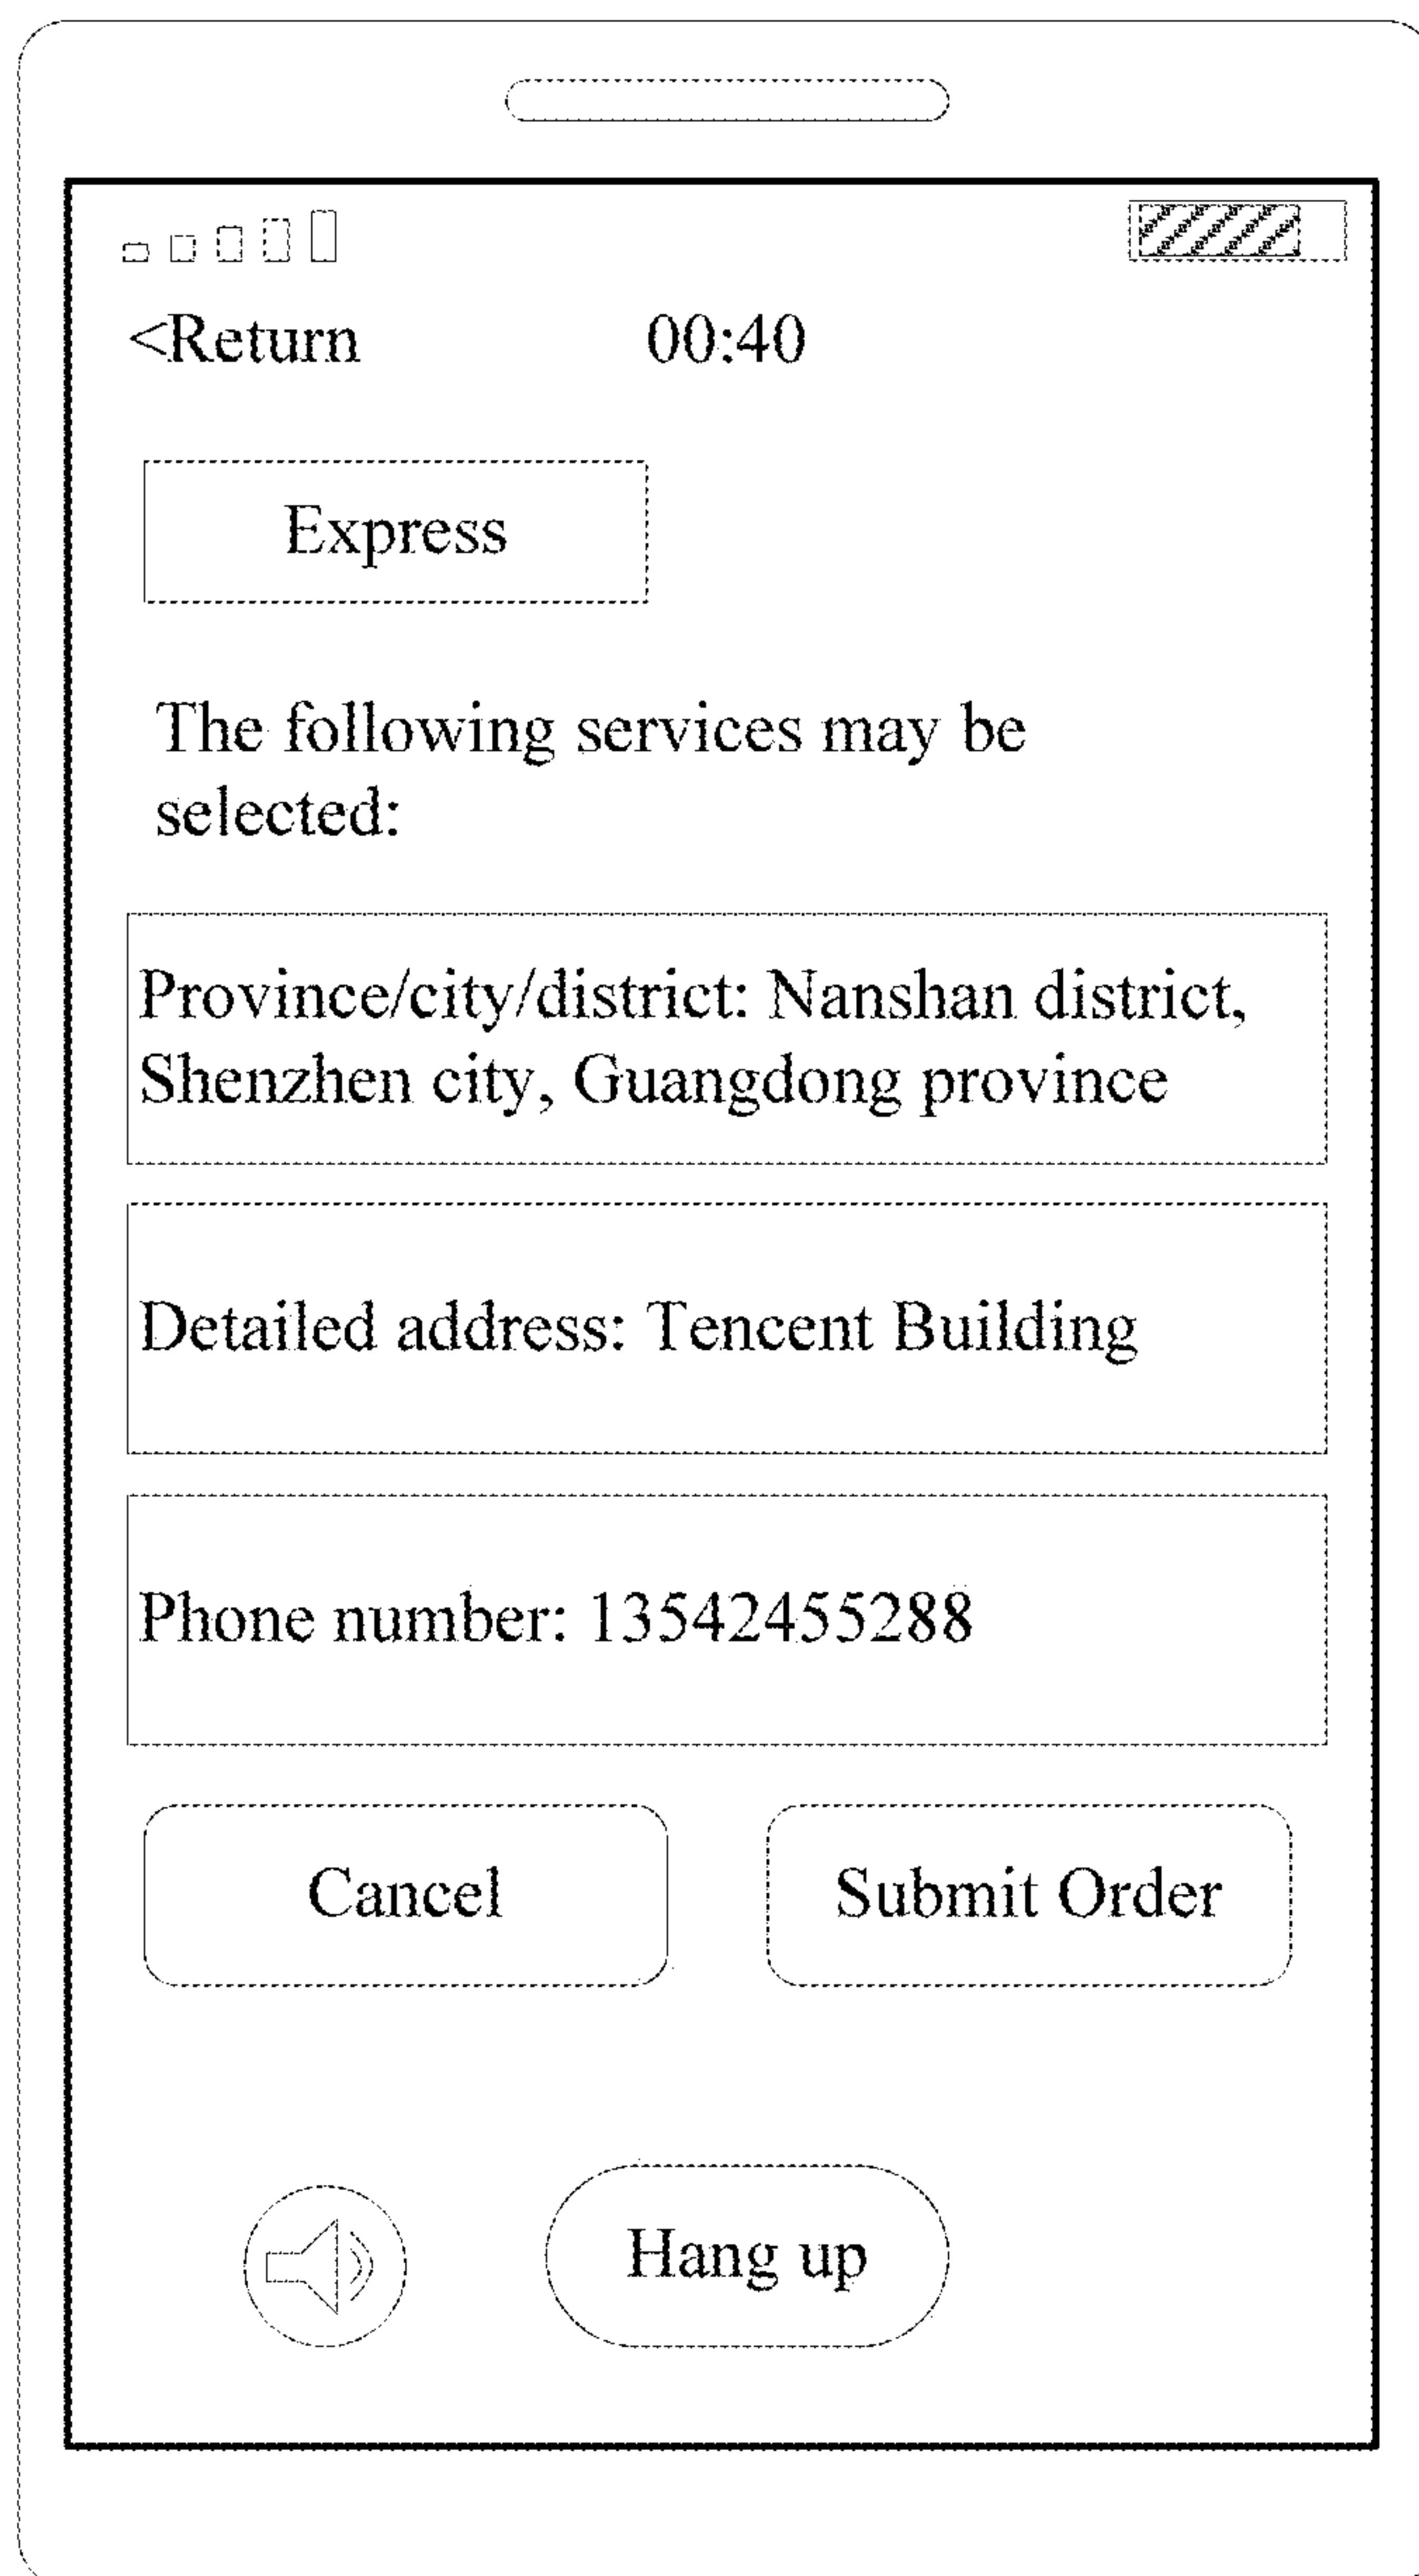 <Return 00:40
Express
The following services may be
selected:
Province/city/district: Nanshan district,
Shenzhen city, Guangdong province
Detailed address: Tencent Building
Phone number: 13542455288
Cancel Submit Order
Hang up